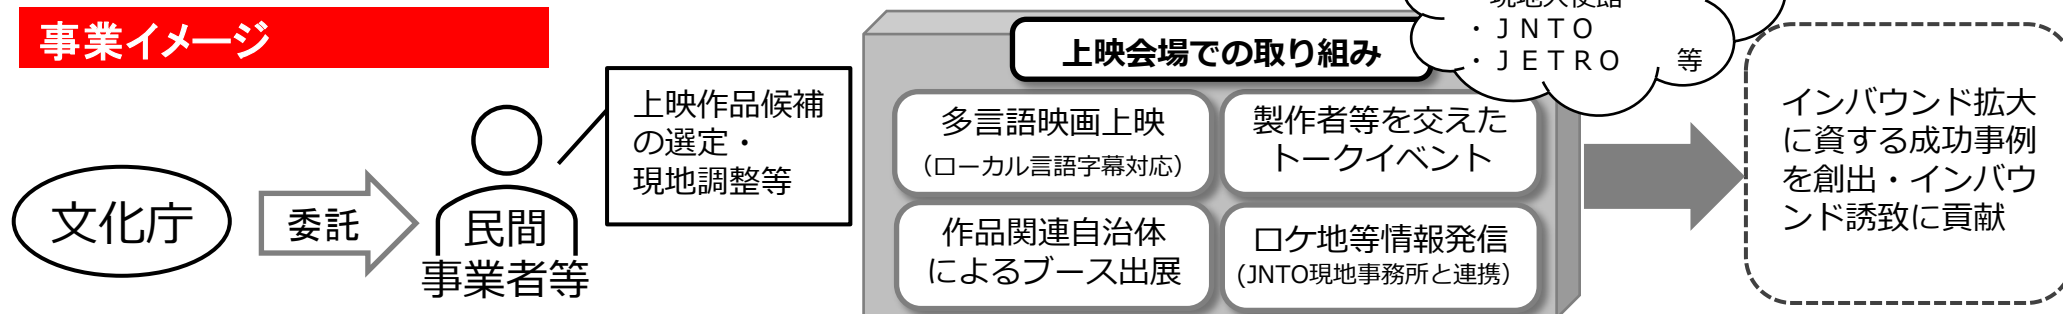 事業イメージ
文化庁
委託
民間
事業者等
上映作品候補
の選定・
現地調整等
上映会場での取り組み
・JNTO
・JETRO 等
多言語映画上映
(ローカル言語字幕対応)
製作者等を交えた
トークイベント
作品関連自治体
によるブース出展
ロケ地等情報発信
(JNTO現地事務所と連携)
インバウンド拡大
に資する成功事例
を創出・インバウ
ンド誘致に貢献